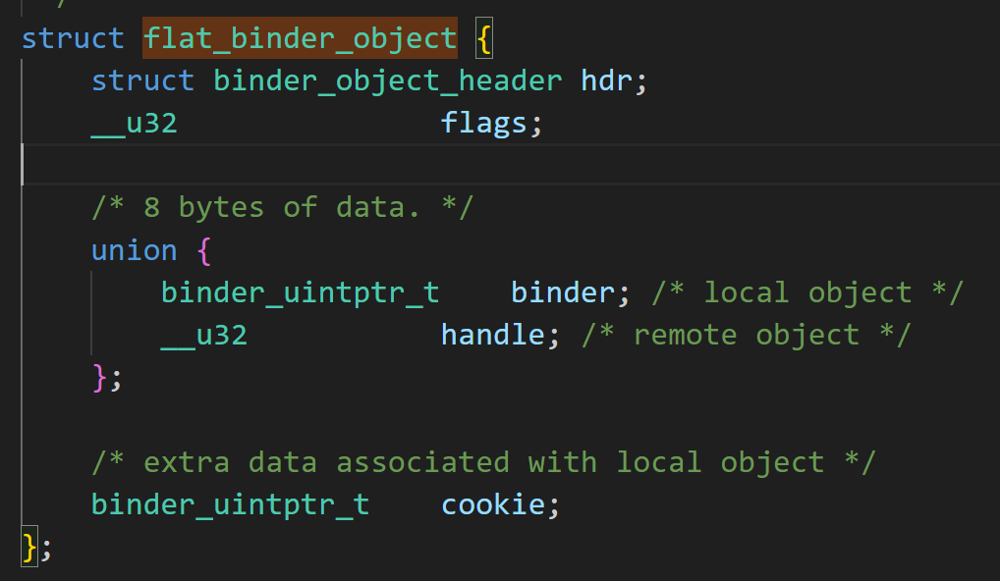 /
struct flat_binder_object {
    struct binder_object_header hdr;
    __u32               flags;

    /* 8 bytes of data. */
    union {
        binder_uintptr_t    binder; /* local object */
        __u32           handle; /* remote object */
    };

    /* extra data associated with local object */
    binder_uintptr_t    cookie;
};